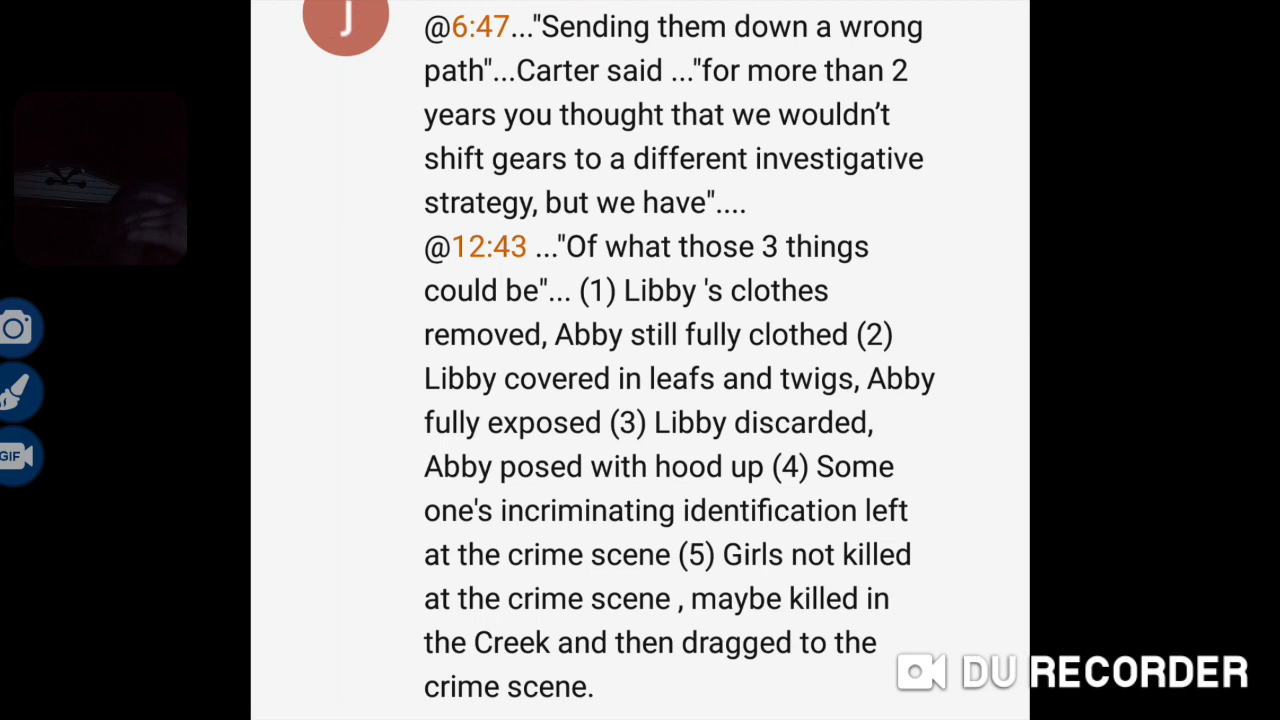 J
@6:47..."Sending them down a wrong
path"...Carter said ..."for more than 2
years you thought that we wouldn’t
shift gears to a different investigative
strategy, but we have"....
@12:43 ..."Of what those 3 things
could be"... (1) Libby 's clothes
removed, Abby still fully clothed (2)
Libby covered in leafs and twigs, Abby
fully exposed (3) Libby discarded,
Abby posed with hood up (4) Some
one's incriminating identification left
at the crime scene (5) Girls not killed
at the crime scene , maybe killed in
the Creek and then dragged to the
crime scene.
GIF
DU RECORDER